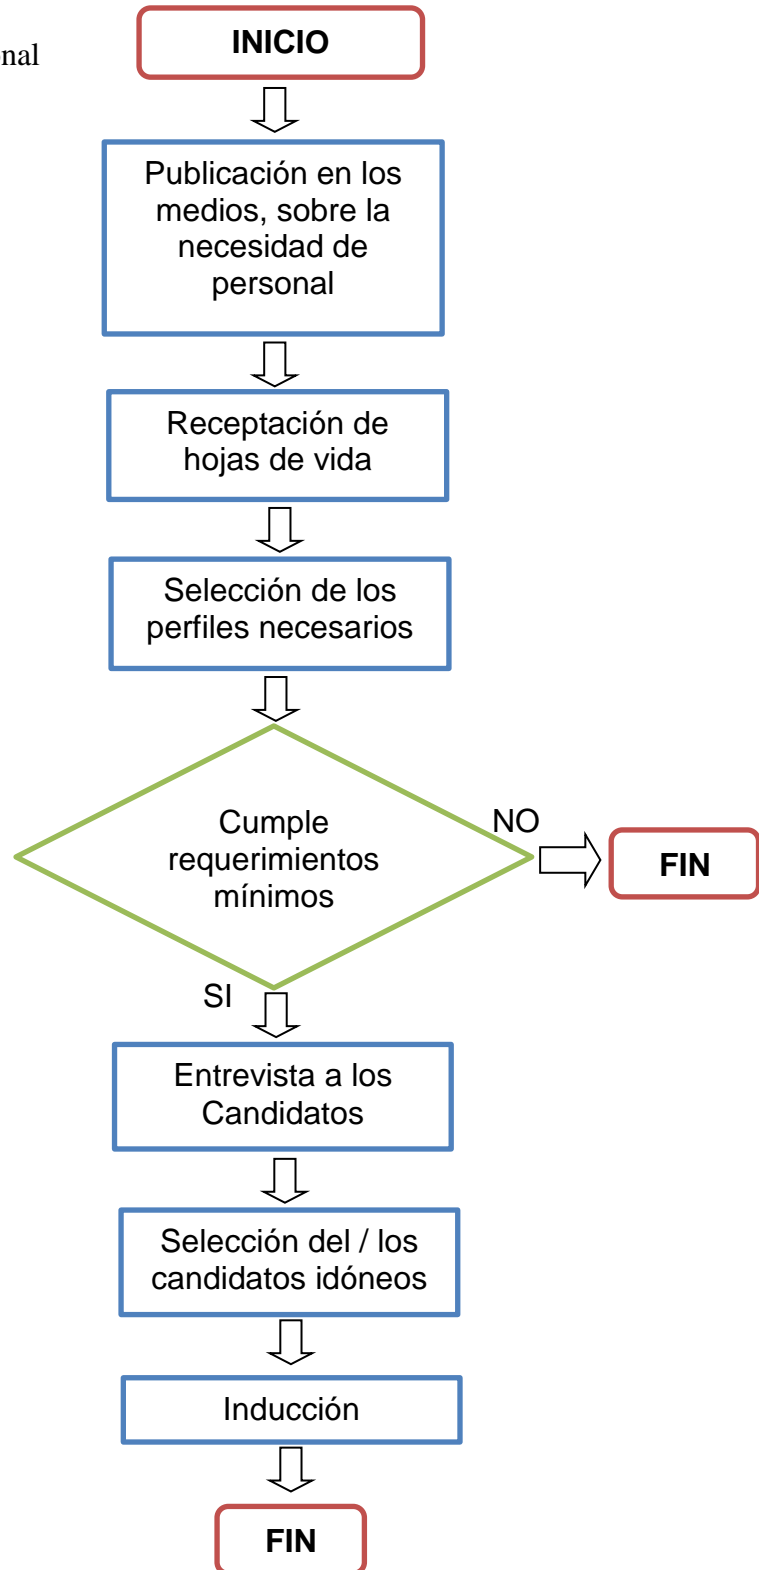 INICIO
Publicación en los
medios, sobre la
necesidad de
personal
Receptación de
hojas de vida
Selección de los
perfiles necesarios
Cumple
requerimientos
mínimos
NO
FIN
SI
Entrevista a los
Candidatos
Selección del / los
candidatos idóneos
Inducción
FIN